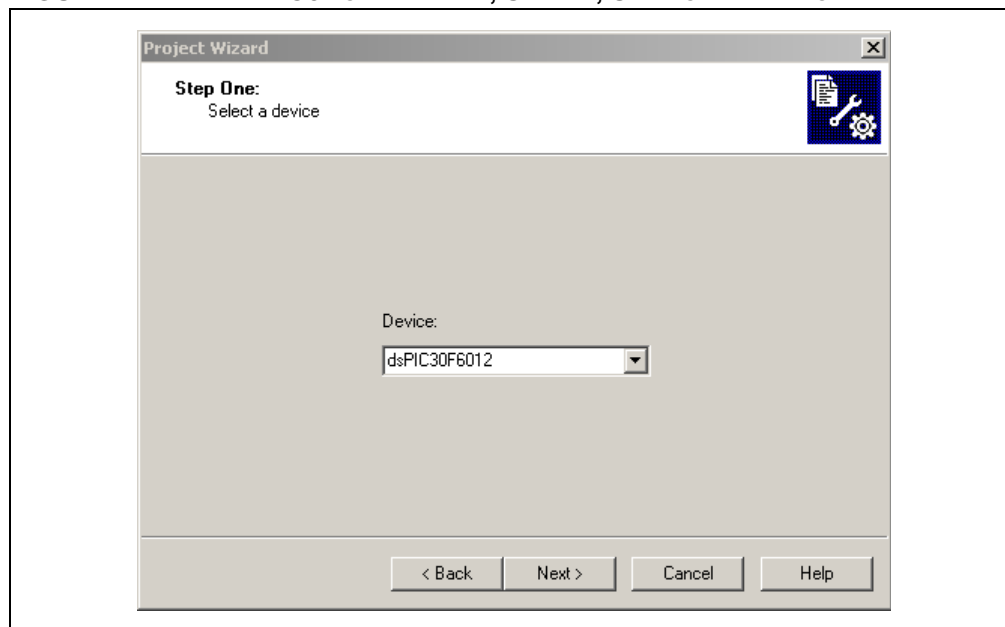 Project Wizard
Step One:
Select a device
Device:
dsPIC30F6012
< Back
Next >
Cancel
Help